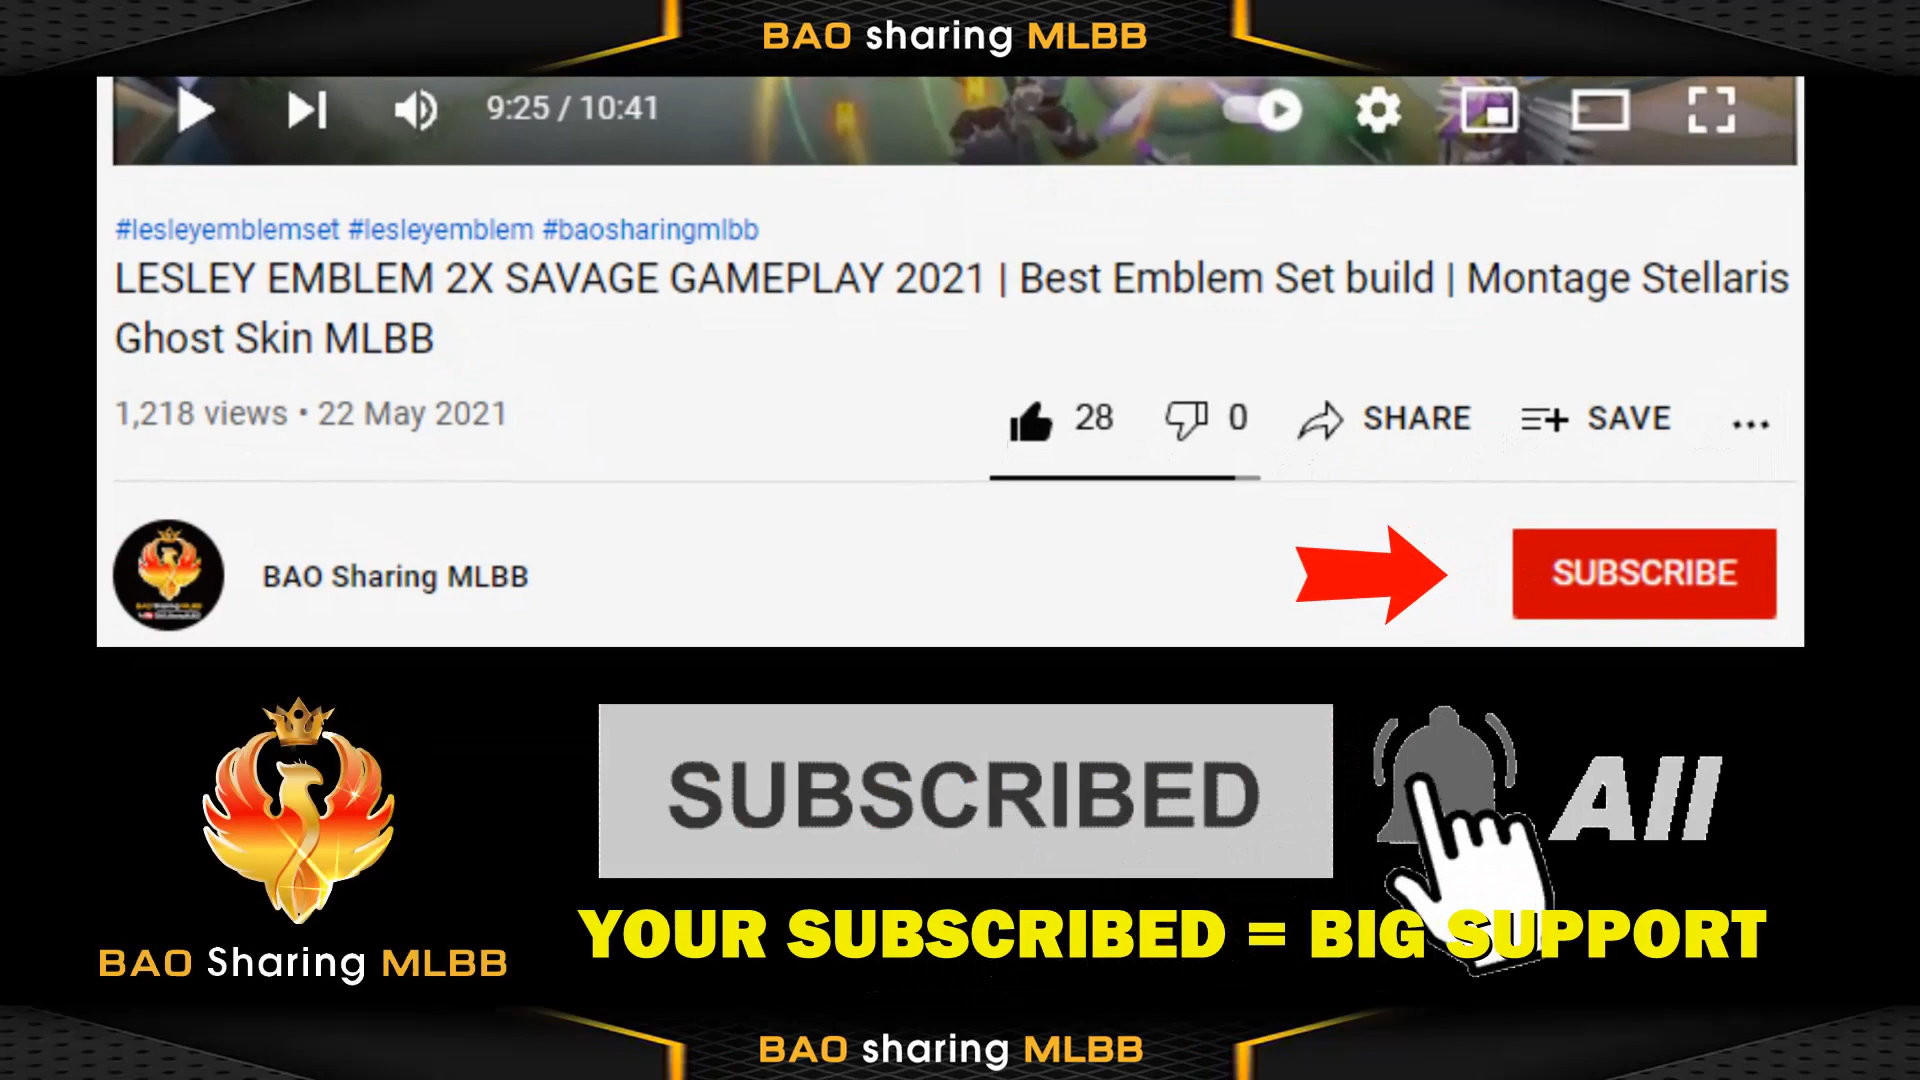 BAO sharing MLBB
9:25 / 10:41
#lesleyemblemset #lesleyemblem #baosharingmlbb
LESLEY EMBLEM 2X SAVAGE GAMEPLAY 2021 | Best Emblem Set build | Montage Stellaris
Ghost Skin MLBB
1,218 views • 22 May 2021
28
0
SHARE
SAVE
BAO Sharing MLBB
SUBSCRIBE
SUBSCRIBED
All
YOUR SUBSCRIBED = BIG SUPPORT
BAO Sharing MLBB
BAO sharing MLBB